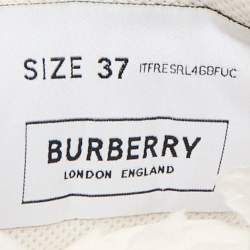 SIZE 37 ITFRESRL46BFUC
BURBERRY
LONDON ENGLAND